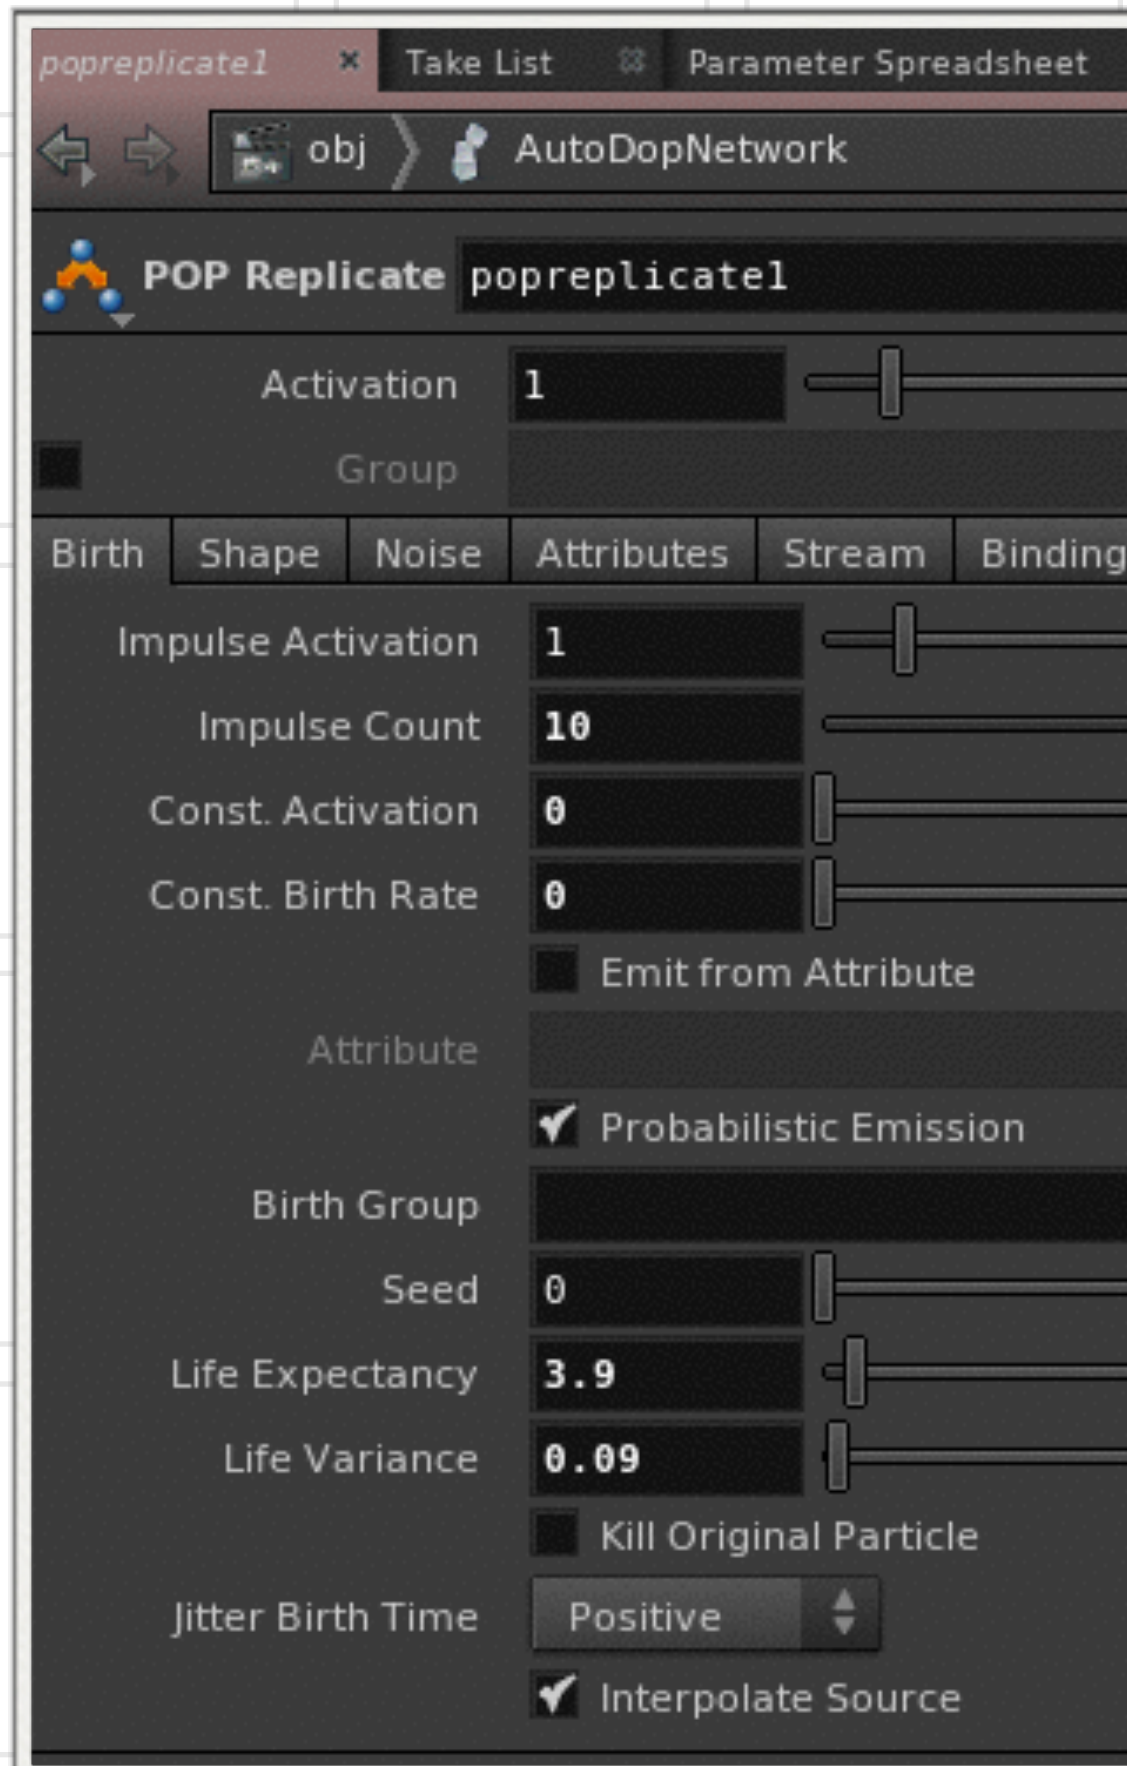 popreplicate1 Take List Parameter Spreadsheet
obj AutoDopNetwork
POP Replicate popreplicate1
Activation 1
Group
Birth Shape Noise Attributes Stream Binding
Impulse Activation 1
Impulse Count 10
Const. Activation 0
Const. Birth Rate 0
Emit from Attribute
Attribute
Probabilistic Emission
Birth Group
Seed 0
Life Expectancy 3.9
Life Variance 0.09
Kill Original Particle
Jitter Birth Time Positive
Interpolate Source